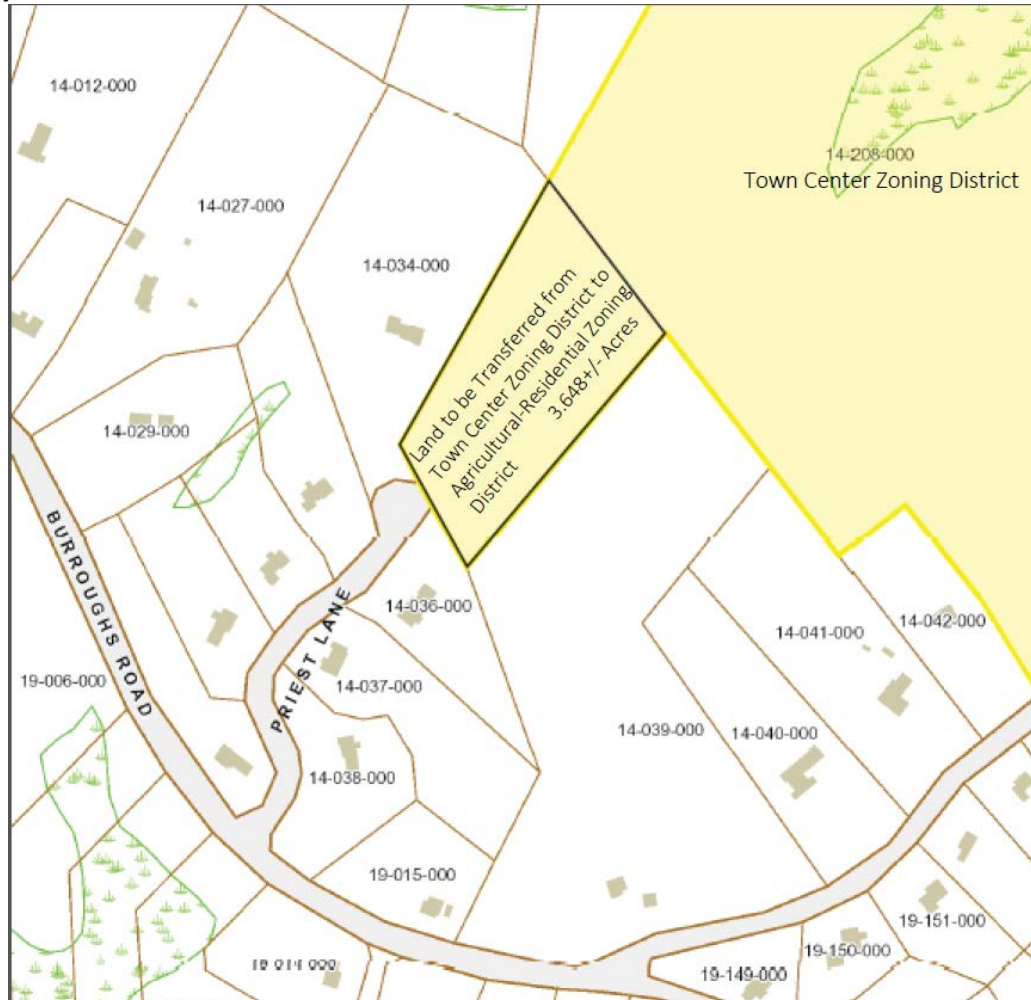 14-012-000
14-208-000
Town Center Zoning District
14-027-000
14-034-000
Land to be Transferred from
Town Center Zoning District to
Agricultural-Residential Zoning
District
3.648+/- Acres
14-029-000
BURROUGHS ROAD
PRIEST LANE
14-036-000
14-042-000
14-041-000
19-006-000
14-037-000
14-039-000
14-040-000
14-038-000
19-015-000
19-151-000
19-150-000
19-014-000
19-149-000